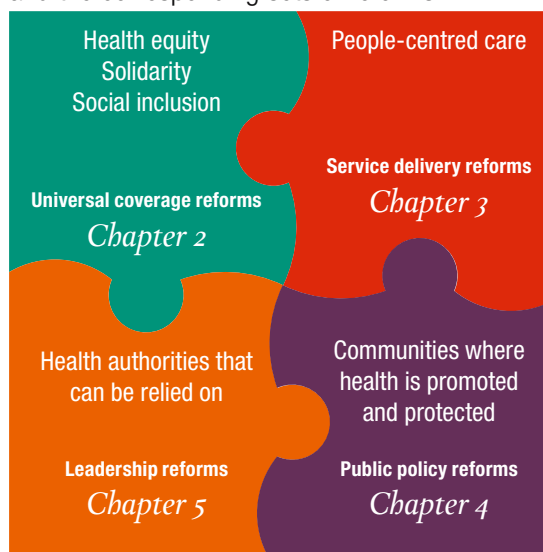 Health equity
Solidarity
Social inclusion
Universal coverage reforms
Chapter 2
People-centred care
Service delivery reforms
Chapter 3
Health authorities that
can be relied on
Leadership reforms
Chapter 5
Communities where
health is promoted
and protected
Public policy reforms
Chapter 4